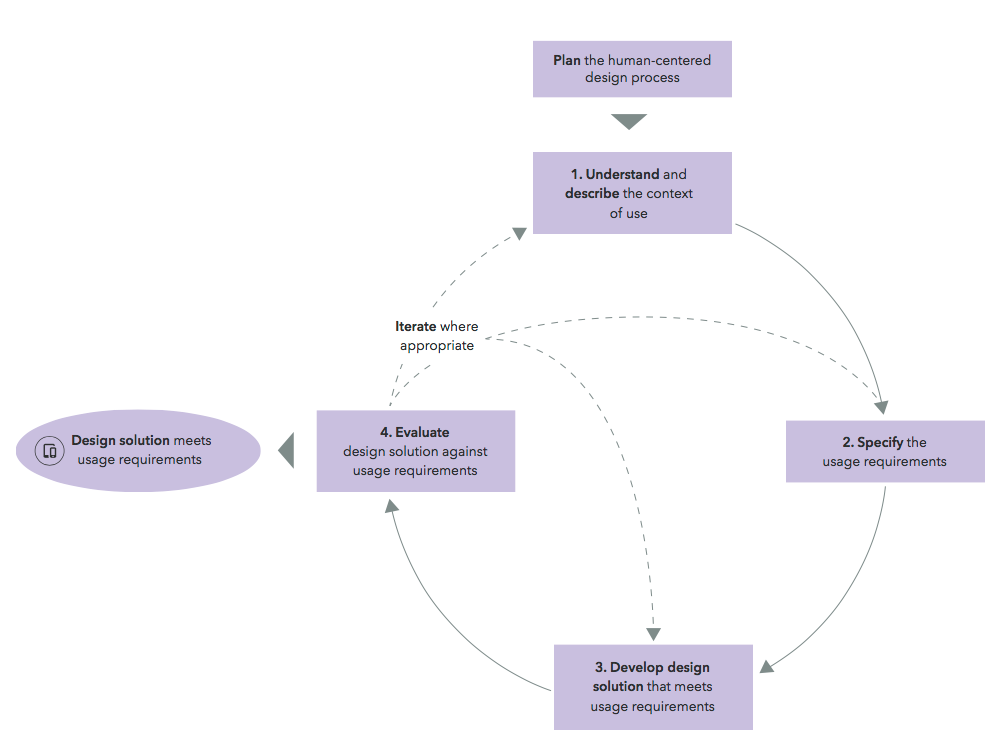 Plan the human-centered
design process
1. Understand and
describe the context
of use
Iterate where
appropriate
Design solution meets
usage requirements
4. Evaluate
design solution against
usage requirements
2. Specify the
usage requirements
3. Develop design
solution that meets
usage requirements